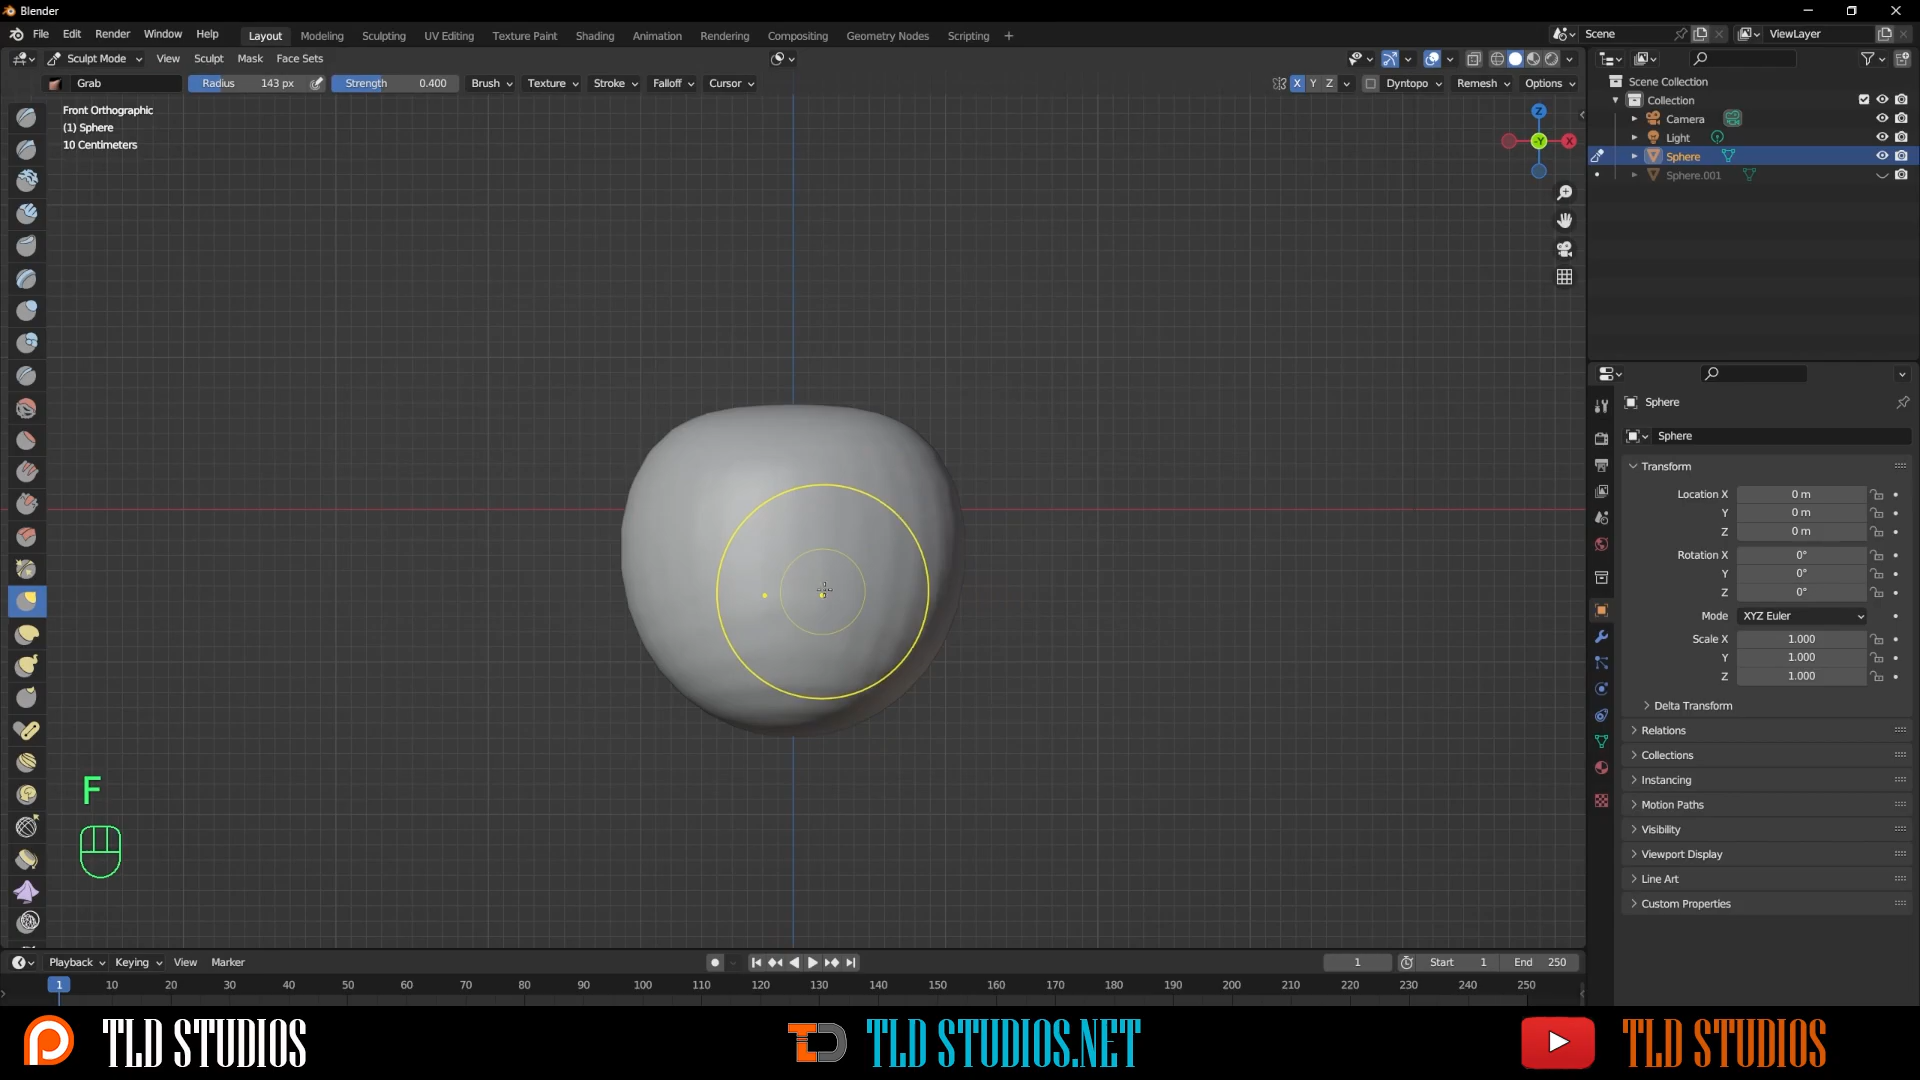 Blender
File Edit Render Window Help Layout Modeling Sculpting UV Editing Texture Paint Shading Animation Rendering Compositing Geometry Nodes Scripting + Scene ViewLayer
Sculpt Mode View Sculpt Mask Face Sets
Grab Radius 143 px Strength 0.400 Brush Texture Stroke Falloff Cursor X Y Z Dyntopo Remesh Options
Front Orthographic
(1) Sphere
10 Centimeters
Z
-Y
X
Scene Collection
Collection
Camera
Light
Sphere
Sphere.001
Sphere
Sphere
Transform
Location X 0 m
Y 0 m
Z 0 m
Rotation X 0°
Y 0°
Z 0°
Mode XYZ Euler
Scale X 1.000
Y 1.000
Z 1.000
Delta Transform
Relations
Collections
Instancing
Motion Paths
Visibility
Viewport Display
Line Art
Custom Properties
F
Playback Keying View Marker 1 Start 1 End 250
1 10 20 30 40 50 60 70 80 90 100 110 120 130 140 150 160 170 180 190 200 210 220 230 240 250
TLD STUDIOS TLD STUDIOS.NET TLD STUDIOS